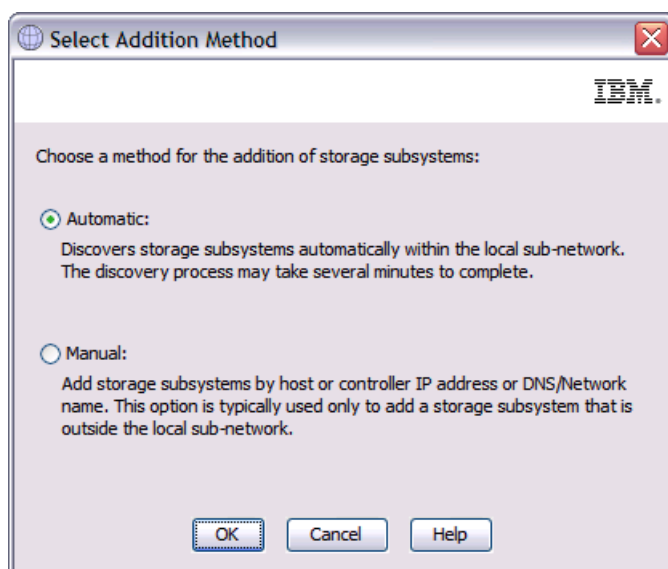 Select Addition Method
IBM.
Choose a method for the addition of storage subsystems:
Automatic:
Discovers storage subsystems automatically within the local sub-network.
The discovery process may take several minutes to complete.
Manual:
Add storage subsystems by host or controller IP address or DNS/Network
name. This option is typically used only to add a storage subsystem that is
outside the local sub-network.
OK Cancel Help